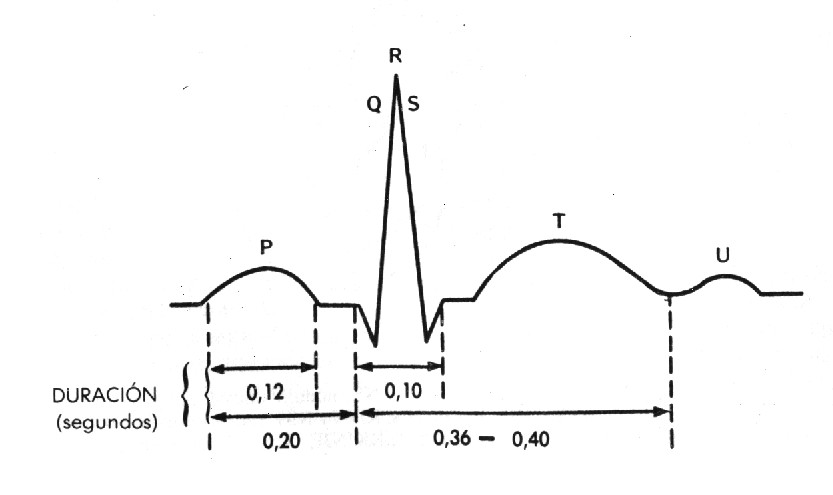 R
Q S
T
P
U
DURACIÓN
(segundos)
0,12
0,10
0,20
0,36 – 0,40